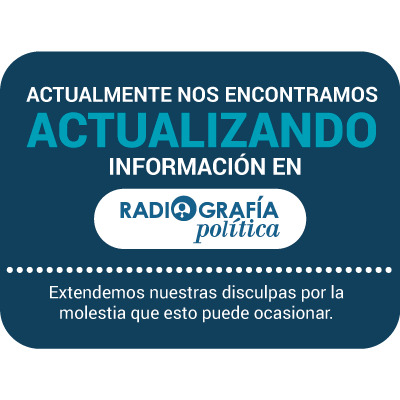 ACTUALMENTE NOS ENCONTRAMOS
ACTUALIZANDO
INFORMACIÓN EN
RADIOGRAFÍA
política
Extendemos nuestras disculpas por la
molestia que esto puede ocasionar.